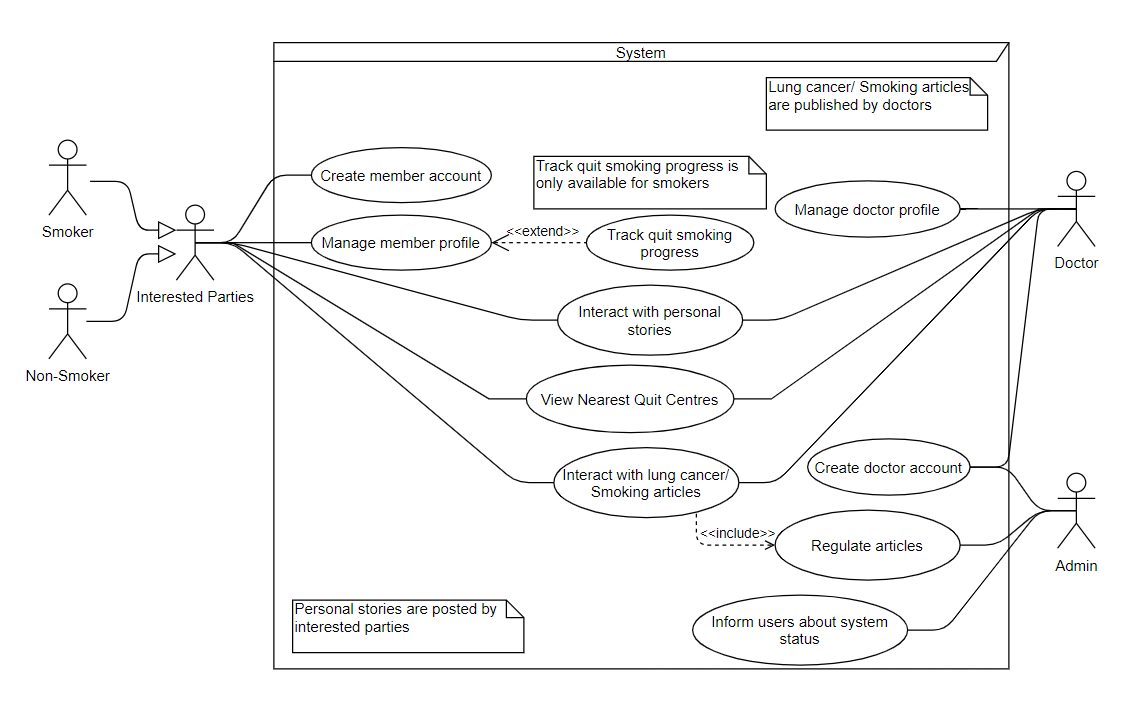 System
Lung cancer/ Smoking articles
are published by doctors
Track quit smoking progress is
only available for smokers
Create member account
Manage doctor profile
Smoker
Manage member profile
<<extend>>
Track quit smoking
progress
Doctor
Interested Parties
Interact with personal
stories
Non-Smoker
View Nearest Quit Centres
Create doctor account
Interact with lung cancer/
Smoking articles
<<include>>
Regulate articles
Admin
Personal stories are posted by
interested parties
Inform users about system
status